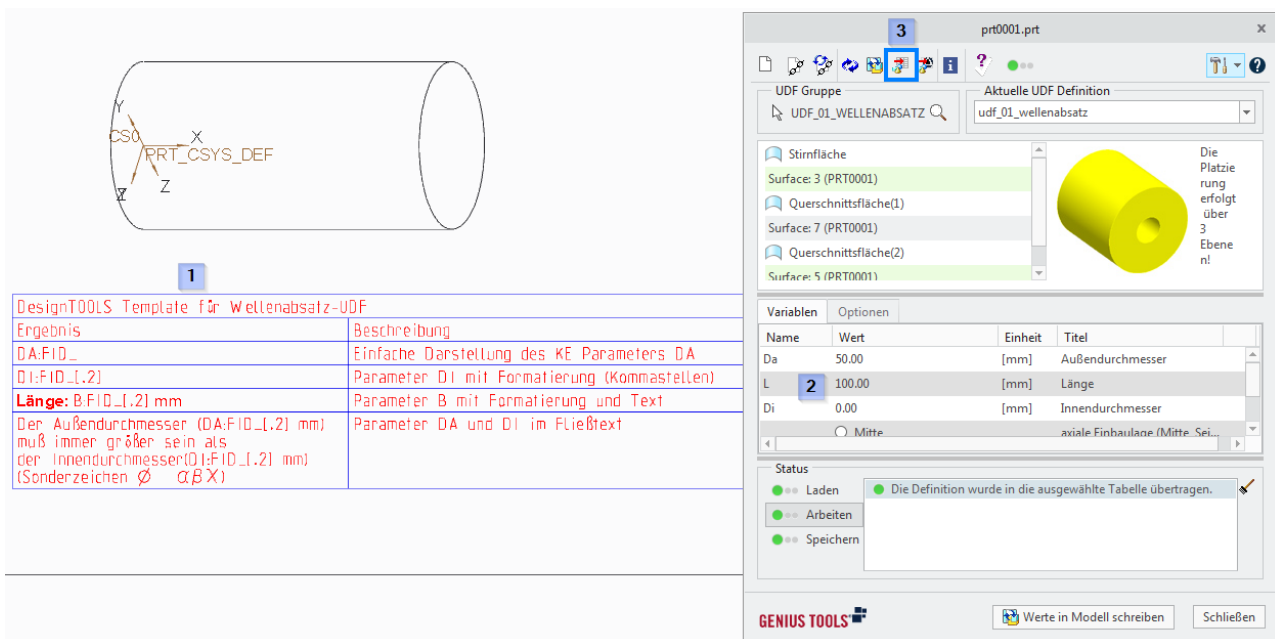 3
prt0001.prt
UDF Gruppe
Aktuelle UDF Definition
UDF_01_WELLENABSATZ
udf_01_wellenabsatz
Y
CS0
X
PRT_CSYS_DEF
Z
Stirnfläche
Surface: 3 (PRT0001)
Querschnittsfläche(1)
Surface: 7 (PRT0001)
Querschnittsfläche(2)
Surface: 5 (PRT0001)
Die
Platzie
rung
erfolgt
über
3
Ebene
n!
1
DesignTOOLS Template für Wellenabsatz-UDF
Ergebnis Beschreibung
DA:FID_ Einfache Darstellung des KE Parameters DA
DI:FID_[.2] Parameter DI mit Formatierung (Kommastellen)
Länge: B:FID_[.2] mm Parameter B mit Formatierung und Text
Der Außendurchmesser (DA:FID_[.2] mm) Parameter DA und DI im Fließtext
muß immer größer sein als
der Innendurchmesser(DI:FID_[.2] mm)
(Sonderzeichen Ø αβχ)
Variablen Optionen
Name Wert Einheit Titel
Da 50.00 [mm] Außendurchmesser
L 2 100.00 [mm] Länge
Di 0.00 [mm] Innendurchmesser
Mitte axiale Einbaulage (Mitte, Sei...
Status
Laden Die Definition wurde in die ausgewählte Tabelle übertragen.
Arbeiten
Speichern
GENIUS TOOLS
Werte in Modell schreiben
Schließen